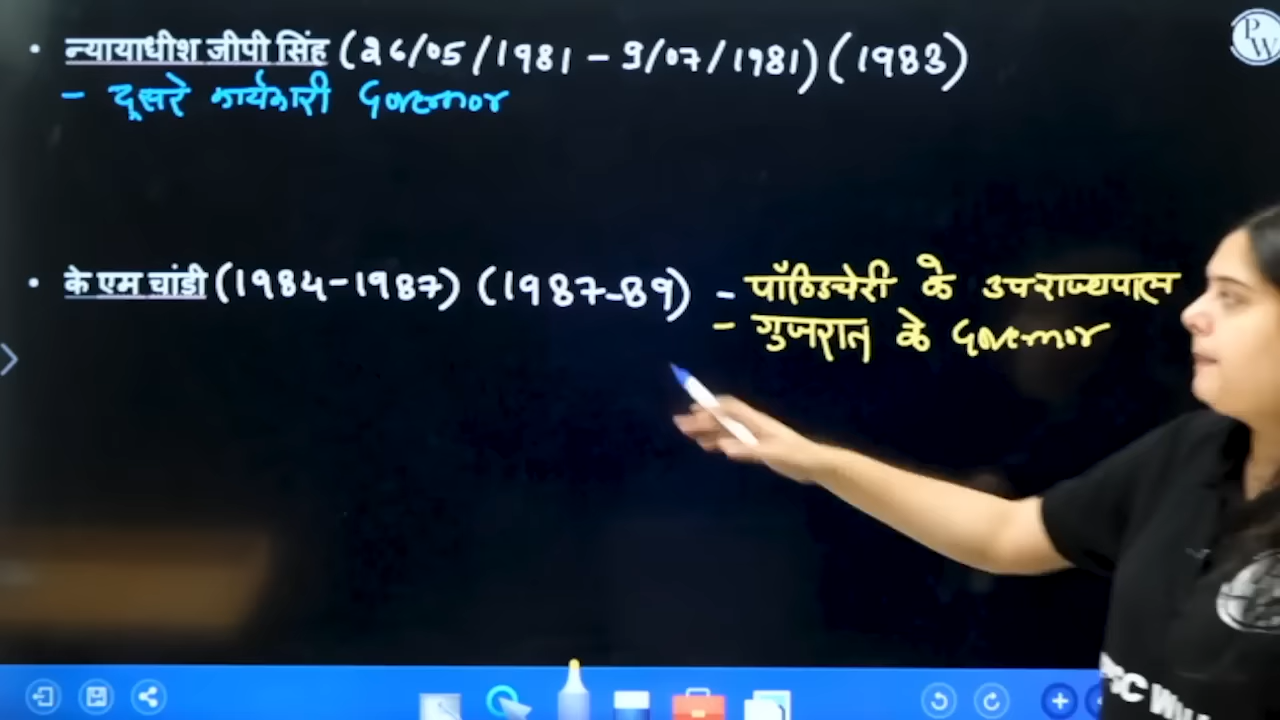 • न्यायाधीश जीपी सिंह (26/05/1981 – 9/07/1981) (1983)
– दूसरे कार्यकारी Governor
• के एम चांडी (1984-1987) (1987-89) – पॉण्डिचेरी के उपराज्यपाल
– गुजरात के Governor
PW